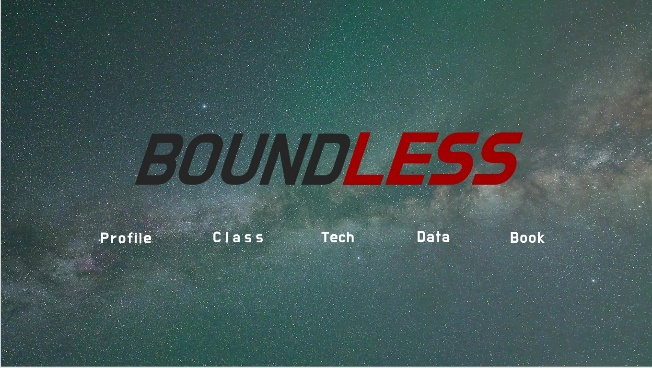 BOUNDLESS
Profile Class Tech Data Book